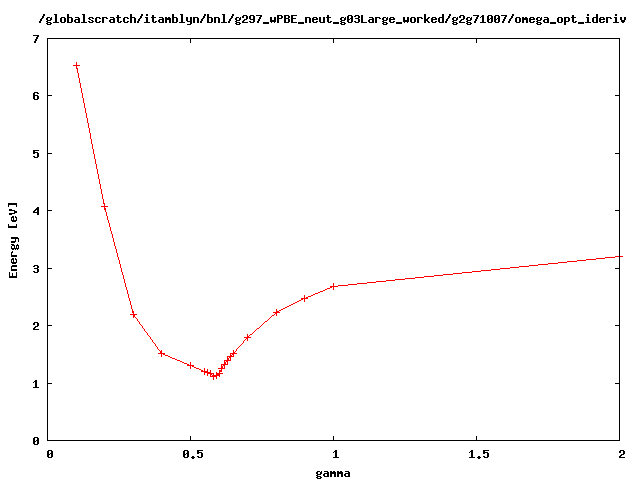 /globalscratch/itamblyn/bnl/g297_wPBE_neut_g03Large_worked/g2g71007/omega_opt_ideriv
7
6
5
4
3
2
1
0
Energy [eV]
0 0.5 1 1.5 2
gamma